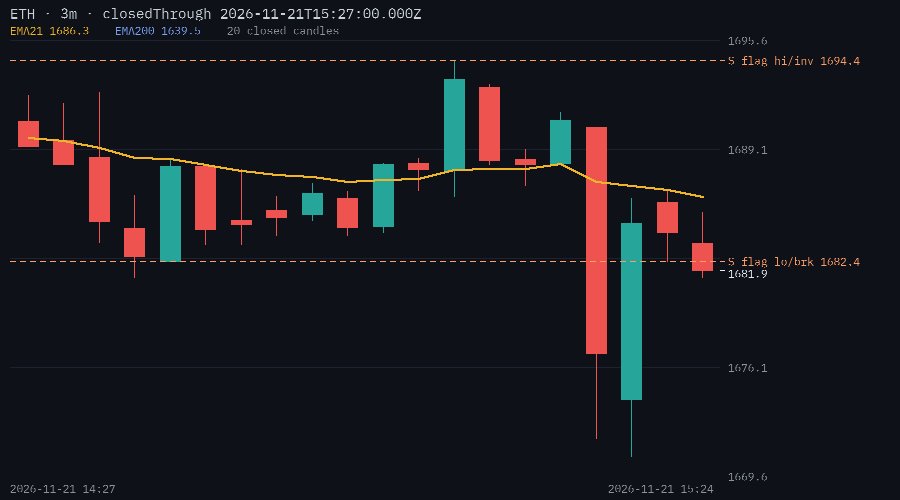 ETH · 3m · closedThrough 2026-11-21T15:27:00.000Z
EMA21 1686.3 EMA200 1639.5 20 closed candles
1695.6
S flag hi/inv 1694.4
1689.1
S flag lo/brk 1682.4
1681.9
1676.1
1669.6
2026-11-21 14:27 2026-11-21 15:24